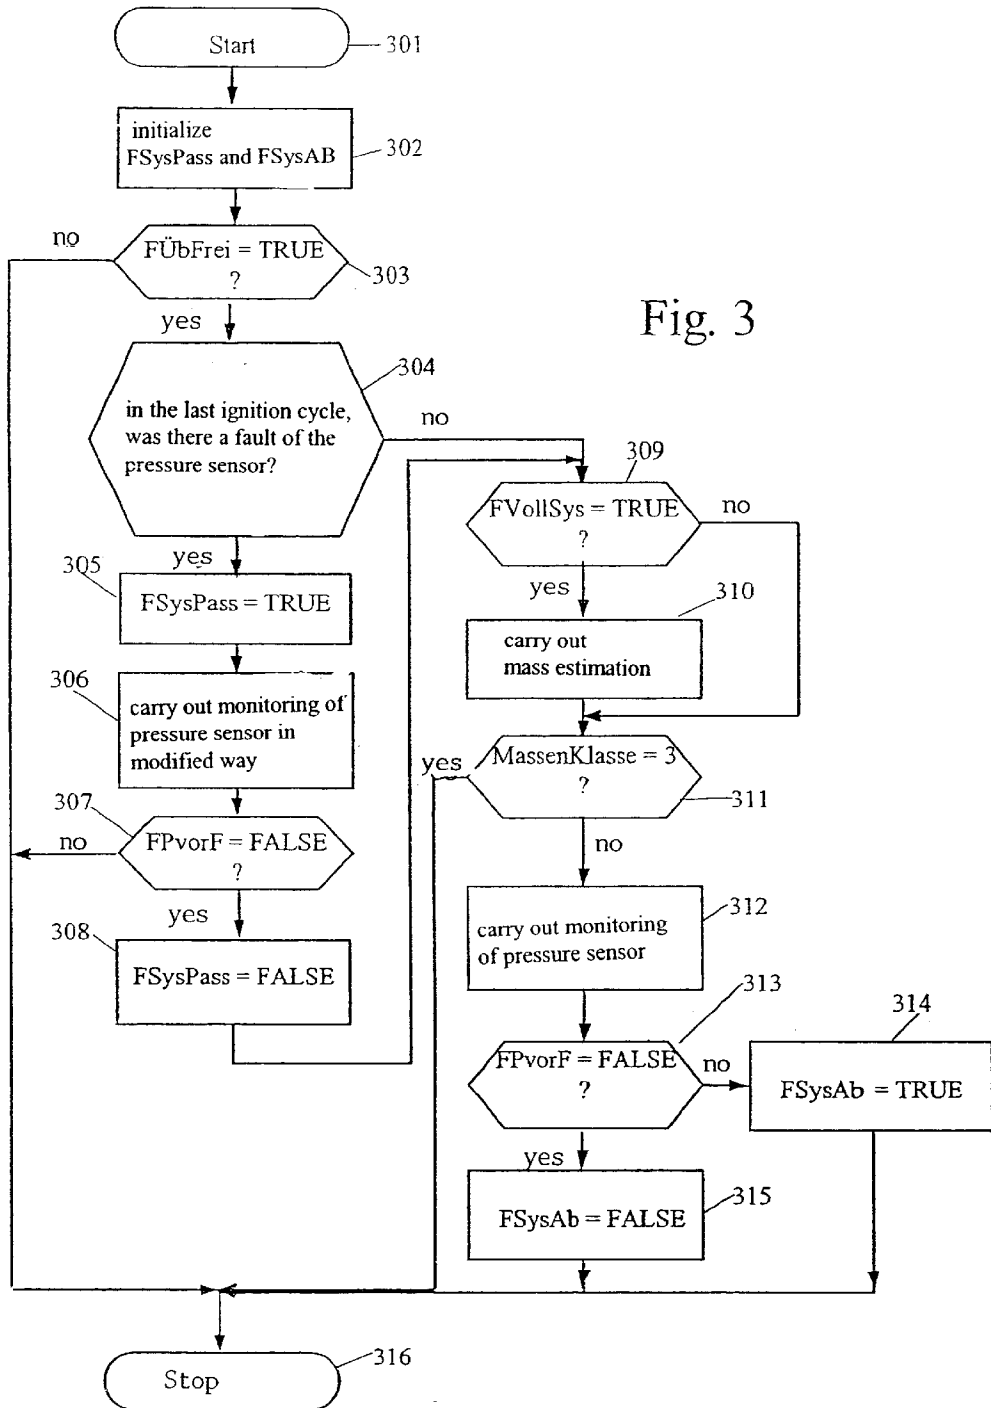 Start
301
initialize
FSysPass and FSysAB
302
no
FÜbFrei = TRUE
?
303
yes
Fig. 3
304
in the last ignition cycle,
was there a fault of the
pressure sensor?
no
309
FVollSys = TRUE
?
no
yes
305
FSysPass = TRUE
yes
310
carry out
mass estimation
306
carry out monitoring of
pressure sensor in
modified way
yes
MassenKlasse = 3
?
311
307
no
FPvorF = FALSE
?
no
yes
308
FSysPass = FALSE
312
carry out monitoring
of pressure sensor
313
314
FPvorF = FALSE
?
no
FSysAb = TRUE
yes
315
FSysAb = FALSE
316
Stop